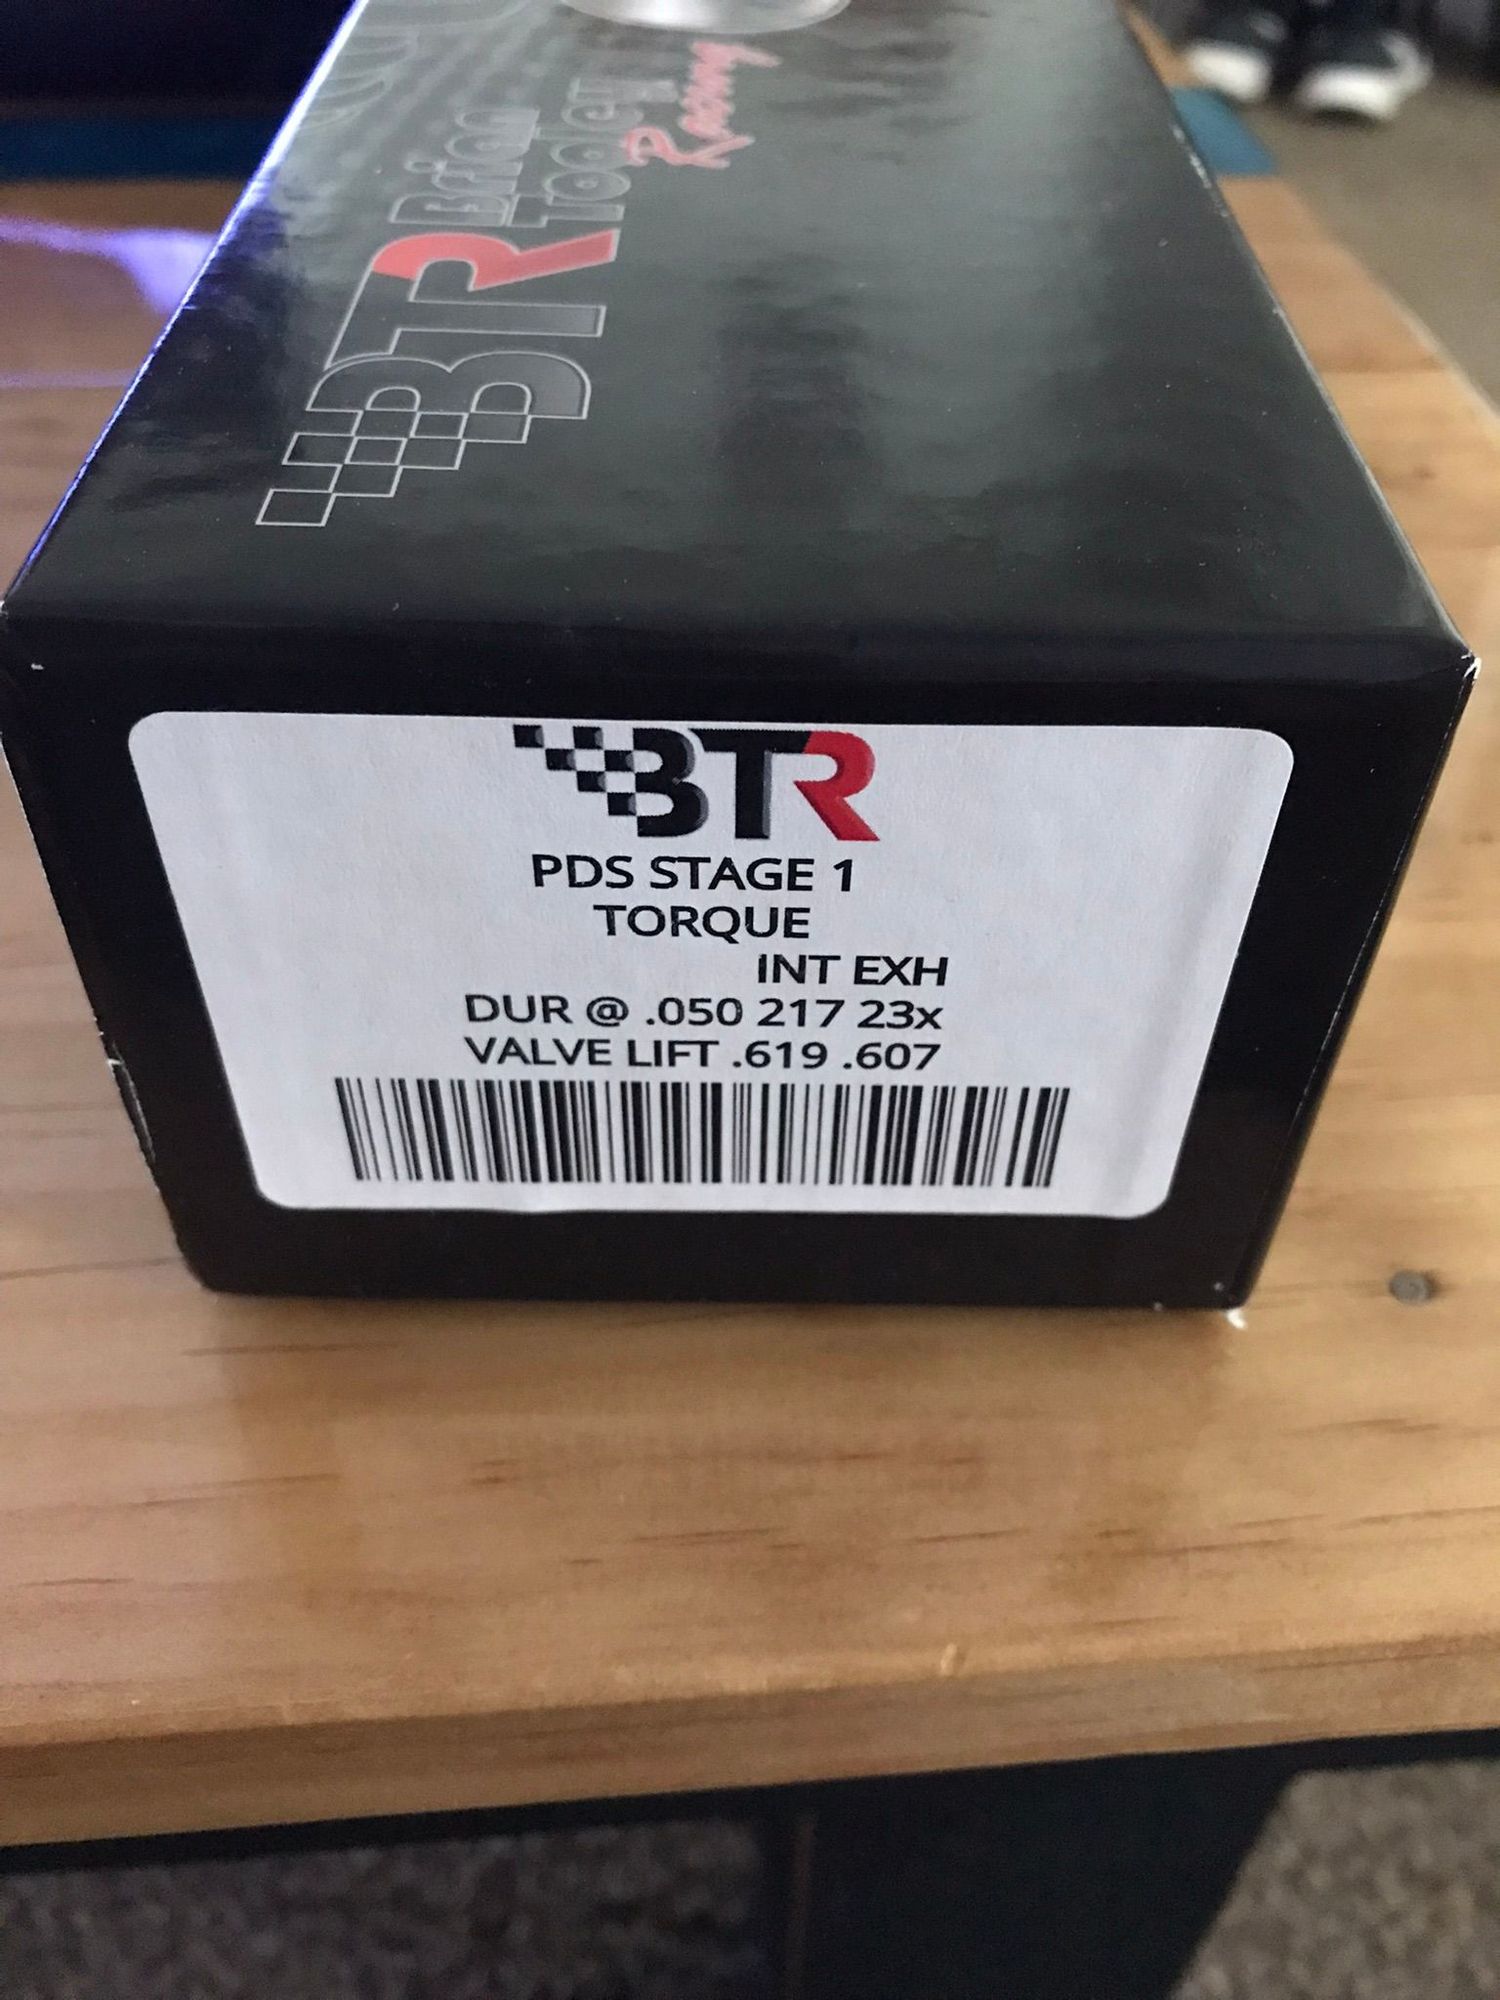 Brian
Tooley
Racing
BTR
BTR
PDS STAGE 1
TORQUE
INT EXH
DUR @ .050 217 23x
VALVE LIFT .619 .607